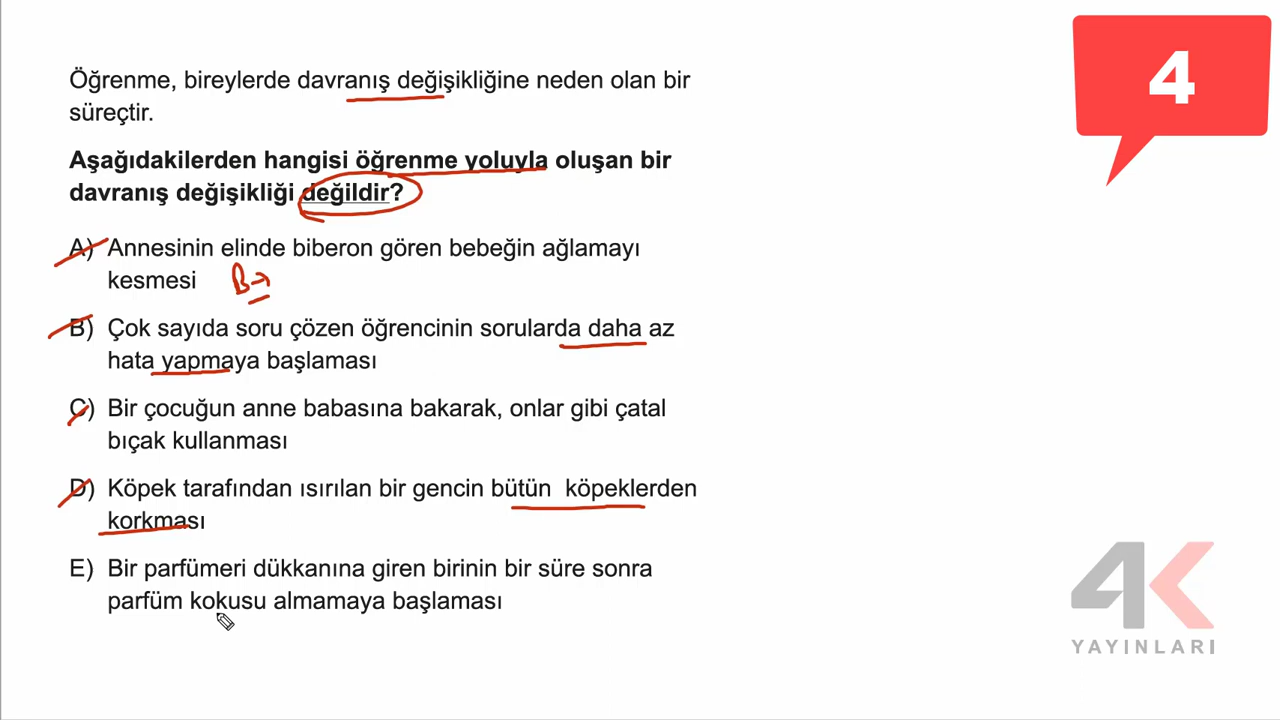 4
Öğrenme, bireylerde davranış değişikliğine neden olan bir
süreçtir.
Aşağıdakilerden hangisi öğrenme yoluyla oluşan bir
davranış değişikliği değildir?
A) Annesinin elinde biberon gören bebeğin ağlamayı
kesmesi
B→
B) Çok sayıda soru çözen öğrencinin sorularda daha az
hata yapmaya başlaması
C) Bir çocuğun anne babasına bakarak, onlar gibi çatal
bıçak kullanması
D) Köpek tarafından ısırılan bir gencin bütün köpeklerden
korkması
E) Bir parfümeri dükkanına giren birinin bir süre sonra
parfüm kokusu almamaya başlaması
4K
YAYINLARI